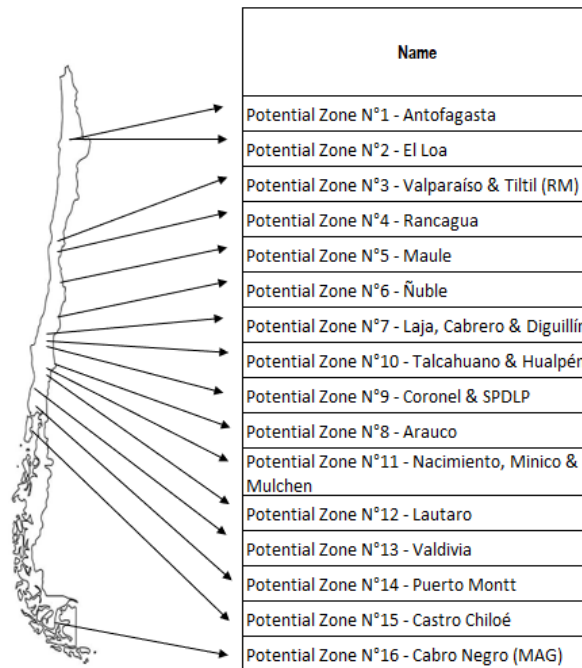 Name
Potential Zone N°1 - Antofagasta
Potential Zone N°2 - El Loa
Potential Zone N°3 - Valparaíso & Tiltil (RM)
Potential Zone N°4 - Rancagua
Potential Zone N°5 - Maule
Potential Zone N°6 - Ñuble
Potential Zone N°7 - Laja, Cabrero & Diguillín
Potential Zone N°10 - Talcahuano & Hualpén
Potential Zone N°9 - Coronel & SPDLP
Potential Zone N°8 - Arauco
Potential Zone N°11 - Nacimiento, Minico &
Mulchen
Potential Zone N°12 - Lautaro
Potential Zone N°13 - Valdivia
Potential Zone N°14 - Puerto Montt
Potential Zone N°15 - Castro Chiloé
Potential Zone N°16 - Cabro Negro (MAG)